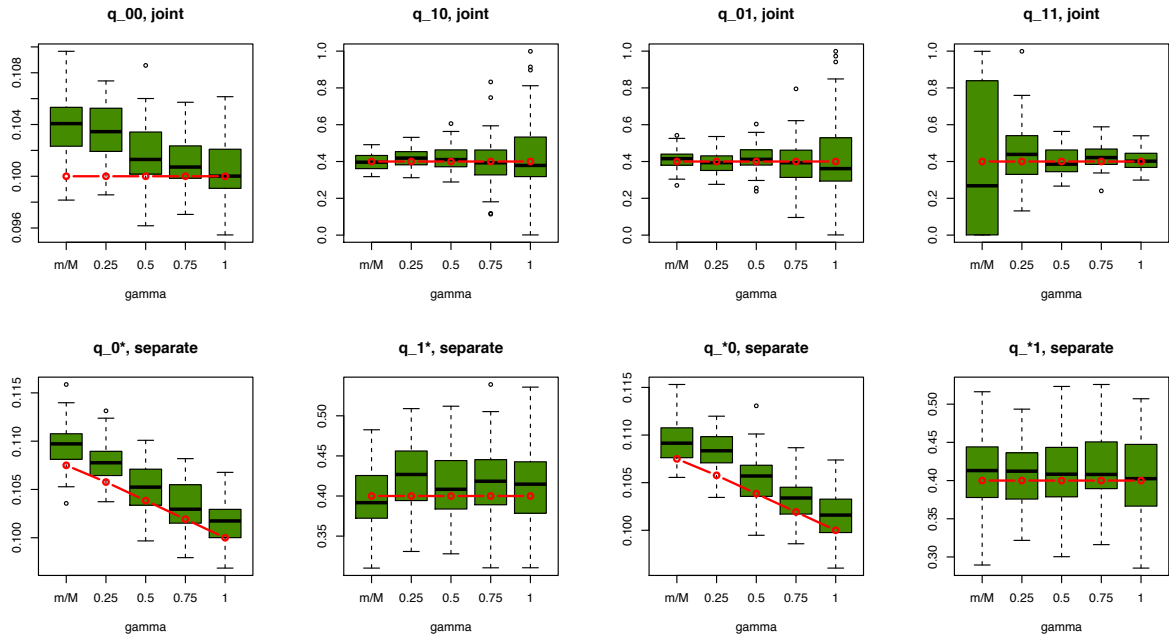 q_00, joint
0.096 0.100 0.104
m/M 0.25 0.5 0.75 1
gamma
q_10, joint
0.0 0.2 0.4 0.6 0.8 1.0
m/M 0.25 0.5 0.75 1
gamma
q_01, joint
0.0 0.2 0.4 0.6 0.8 1.0
m/M 0.25 0.5 0.75 1
gamma
q_11, joint
0.0 0.2 0.4 0.6 0.8 1.0
m/M 0.25 0.5 0.75 1
gamma
q_0*, separate
0.100 0.105 0.110 0.115
m/M 0.25 0.5 0.75 1
gamma
q_1*, separate
0.35 0.40 0.45 0.50
m/M 0.25 0.5 0.75 1
gamma
q_*0, separate
0.100 0.105 0.110 0.115
m/M 0.25 0.5 0.75 1
gamma
q_*1, separate
0.30 0.35 0.40 0.45 0.50
m/M 0.25 0.5 0.75 1
gamma